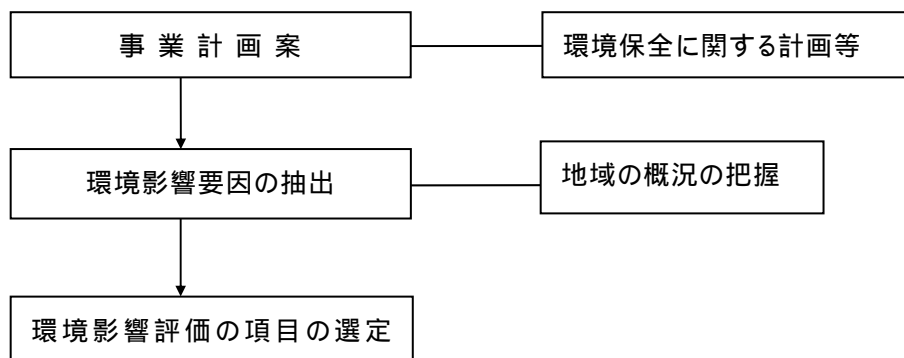 事業計画案
環境保全に関する計画等
環境影響要因の抽出
地域の概況の把握
環境影響評価の項目の選定